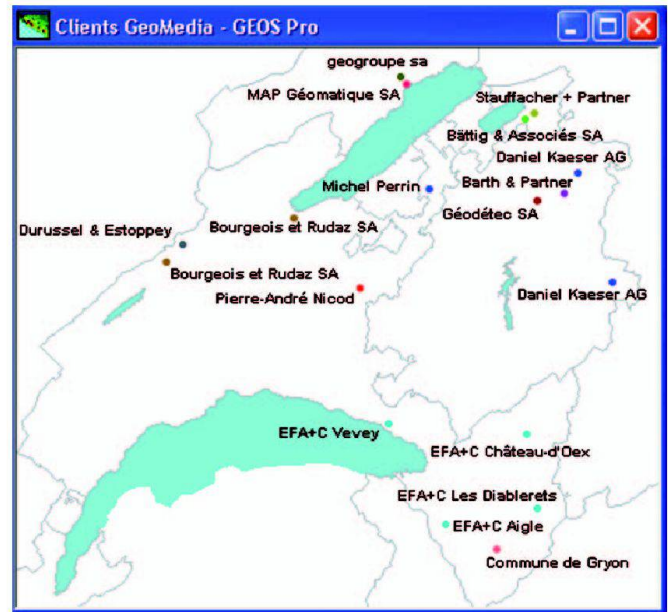 Clients GeoMedia - GEOS Pro
geogroupe sa
MAP Géomatique SA
Stauffacher + Partner
Bättig & Associés SA
Daniel Kaeser AG
Michel Perrin
Barth & Partner
Géodétec SA
Durussel & Estoppey
Bourgeois et Rudaz SA
Bourgeois et Rudaz SA
Pierre-André Nicod
Daniel Kaeser AG
EFA+C Vevey
EFA+C Château-d'Oex
EFA+C Les Diablerets
EFA+C Aigle
Commune de Gryon